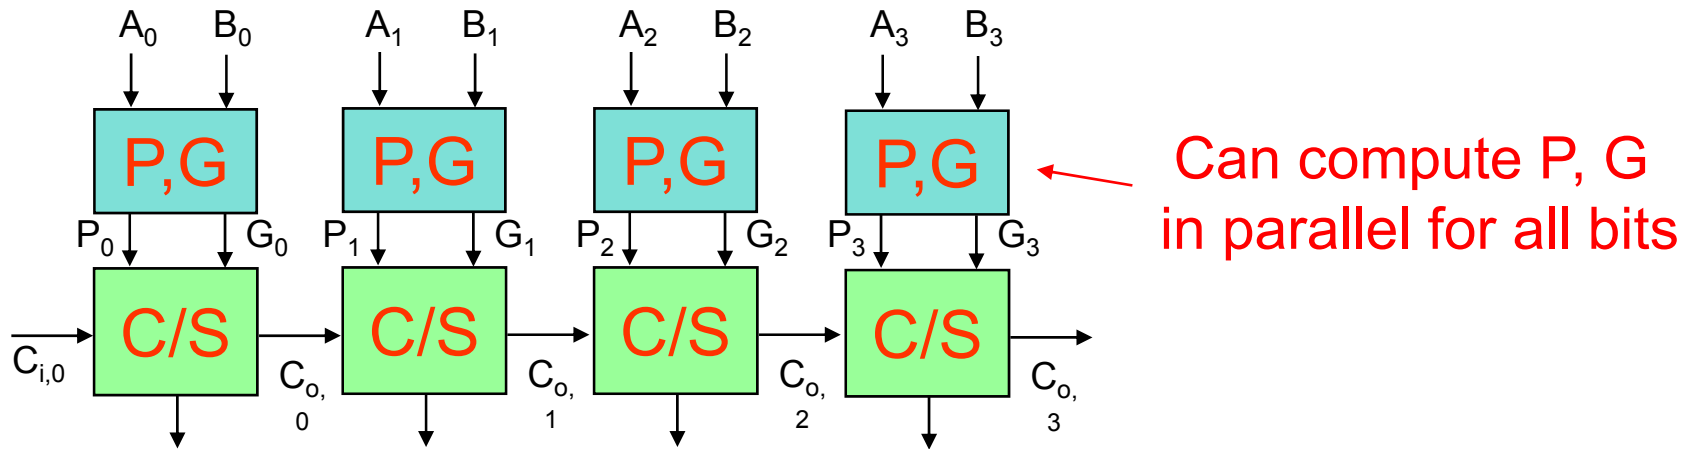 A0 B0 A1 B1 A2 B2 A3 B3
P,G P,G P,G P,G
Can compute P, G
in parallel for all bits
P0 G0 P1 G1 P2 G2 P3 G3
C/S C/S C/S C/S
Ci,0 Co, Co, Co, Co,
0 1 2 3